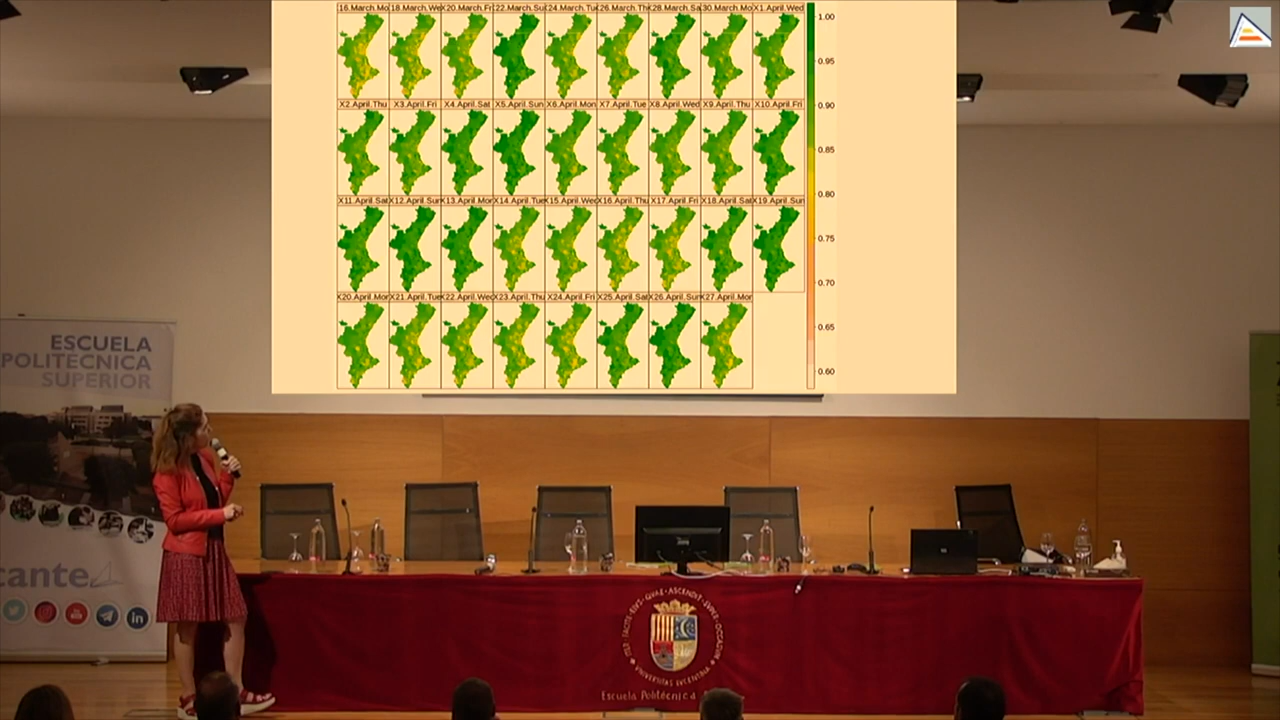 16.March.Mo 18.March.We X20.March.Fr 22.March.Su 24.March.Tu 26.March.Th X28.March.Sa 30.March.Mo X1.April.Wed
X2.April.Thu X3.April.Fri X4.April.Sat X5.April.Sun X6.April.Mon X7.April.Tue X8.April.Wed X9.April.Thu X10.April.Fri
X11.April.Sat X12.April.Sun X13.April.Mon X14.April.Tue X15.April.Wed X16.April.Thu X17.April.Fri X18.April.Sat X19.April.Sun
X20.April.Mon X21.April.Tue X22.April.Wed X23.April.Thu X24.April.Fri X25.April.Sat X26.April.Sun X27.April.Mon
1.00
0.95
0.90
0.85
0.80
0.75
0.70
0.65
0.60
ESCUELA
POLITECNICA
SUPERIOR
cante
Escuela Politécnica